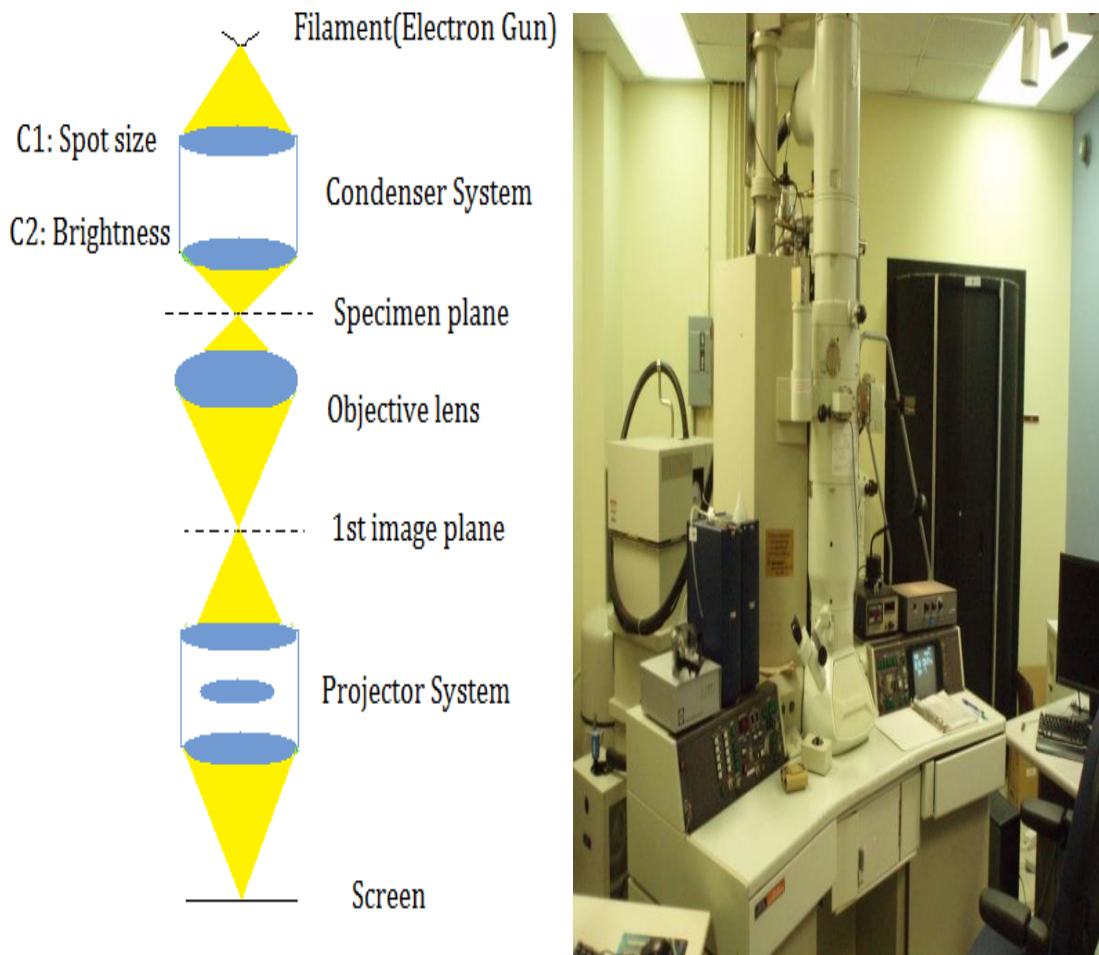 Filament(Electron Gun)
C1: Spot size
Condenser System
C2: Brightness
Specimen plane
Objective lens
1st image plane
Projector System
Screen